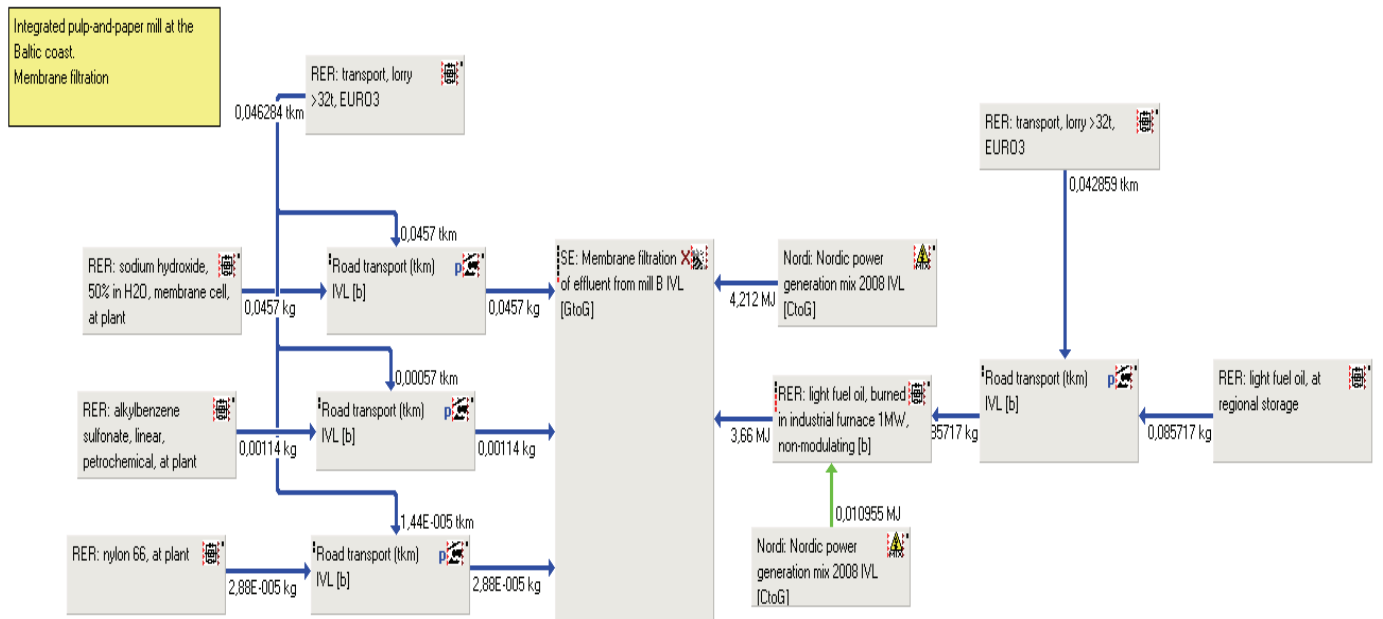 Integrated pulp-and-paper mill at the
Baltic coast.
Membrane filtration
RER: transport, lorry
>32t, EURO3
0,046284 tkm
RER: transport, lorry >32t,
EURO3
0,042859 tkm
0,0457 tkm
RER: sodium hydroxide,
50% in H2O, membrane cell,
at plant
0,0457 kg
Road transport (tkm)
IVL [b]
p
0,0457 kg
SE: Membrane filtration
of effluent from mill B IVL
[GtoG]
Nordi: Nordic power
generation mix 2008 IVL
[CtoG]
MIX
4,212 MJ
0,00057 tkm
RER: alkylbenzene
sulfonate, linear,
petrochemical, at plant
0,00114 kg
Road transport (tkm)
IVL [b]
p
0,00114 kg
RER: light fuel oil, burned
in industrial furnace 1MW,
non-modulating [b]
3,66 MJ
Road transport (tkm)
IVL [b]
p
85717 kg
RER: light fuel oil, at
regional storage
0,085717 kg
0,010955 MJ
Nordi: Nordic power
generation mix 2008 IVL
[CtoG]
MIX
1,44E-005 tkm
RER: nylon 66, at plant
2,88E-005 kg
Road transport (tkm)
IVL [b]
p
2,88E-005 kg